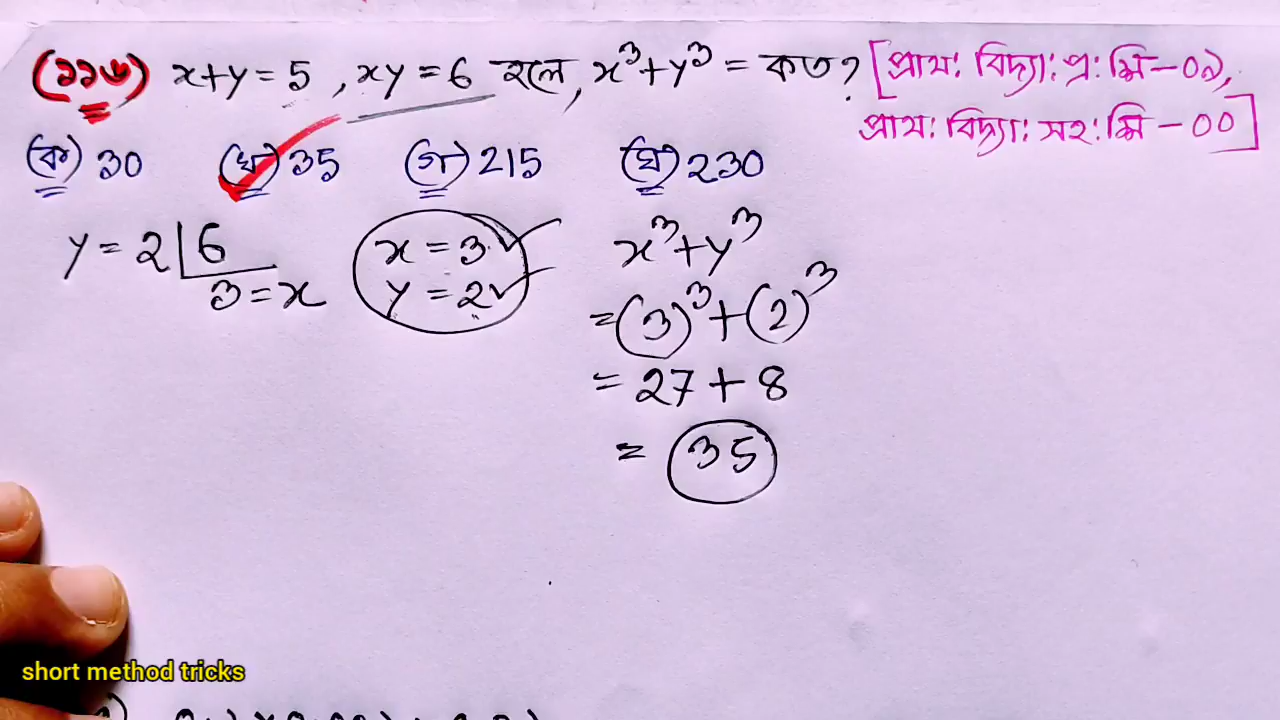 (১১৬) x+y=5, xy=6 হলে, x³+y³ = কত? [প্রাথ: বিদ্যা: প্র: শি-০৯,
প্রাথ: বিদ্যা: সহ: শি-০০]
(ক) 30 (খ) 35 (গ) 215 (ঘ) 230
y = 2|6
3 = x
x = 3
y = 2
x³+y³
=(3)³+(2)³
= 27 + 8
= 35
short method tricks